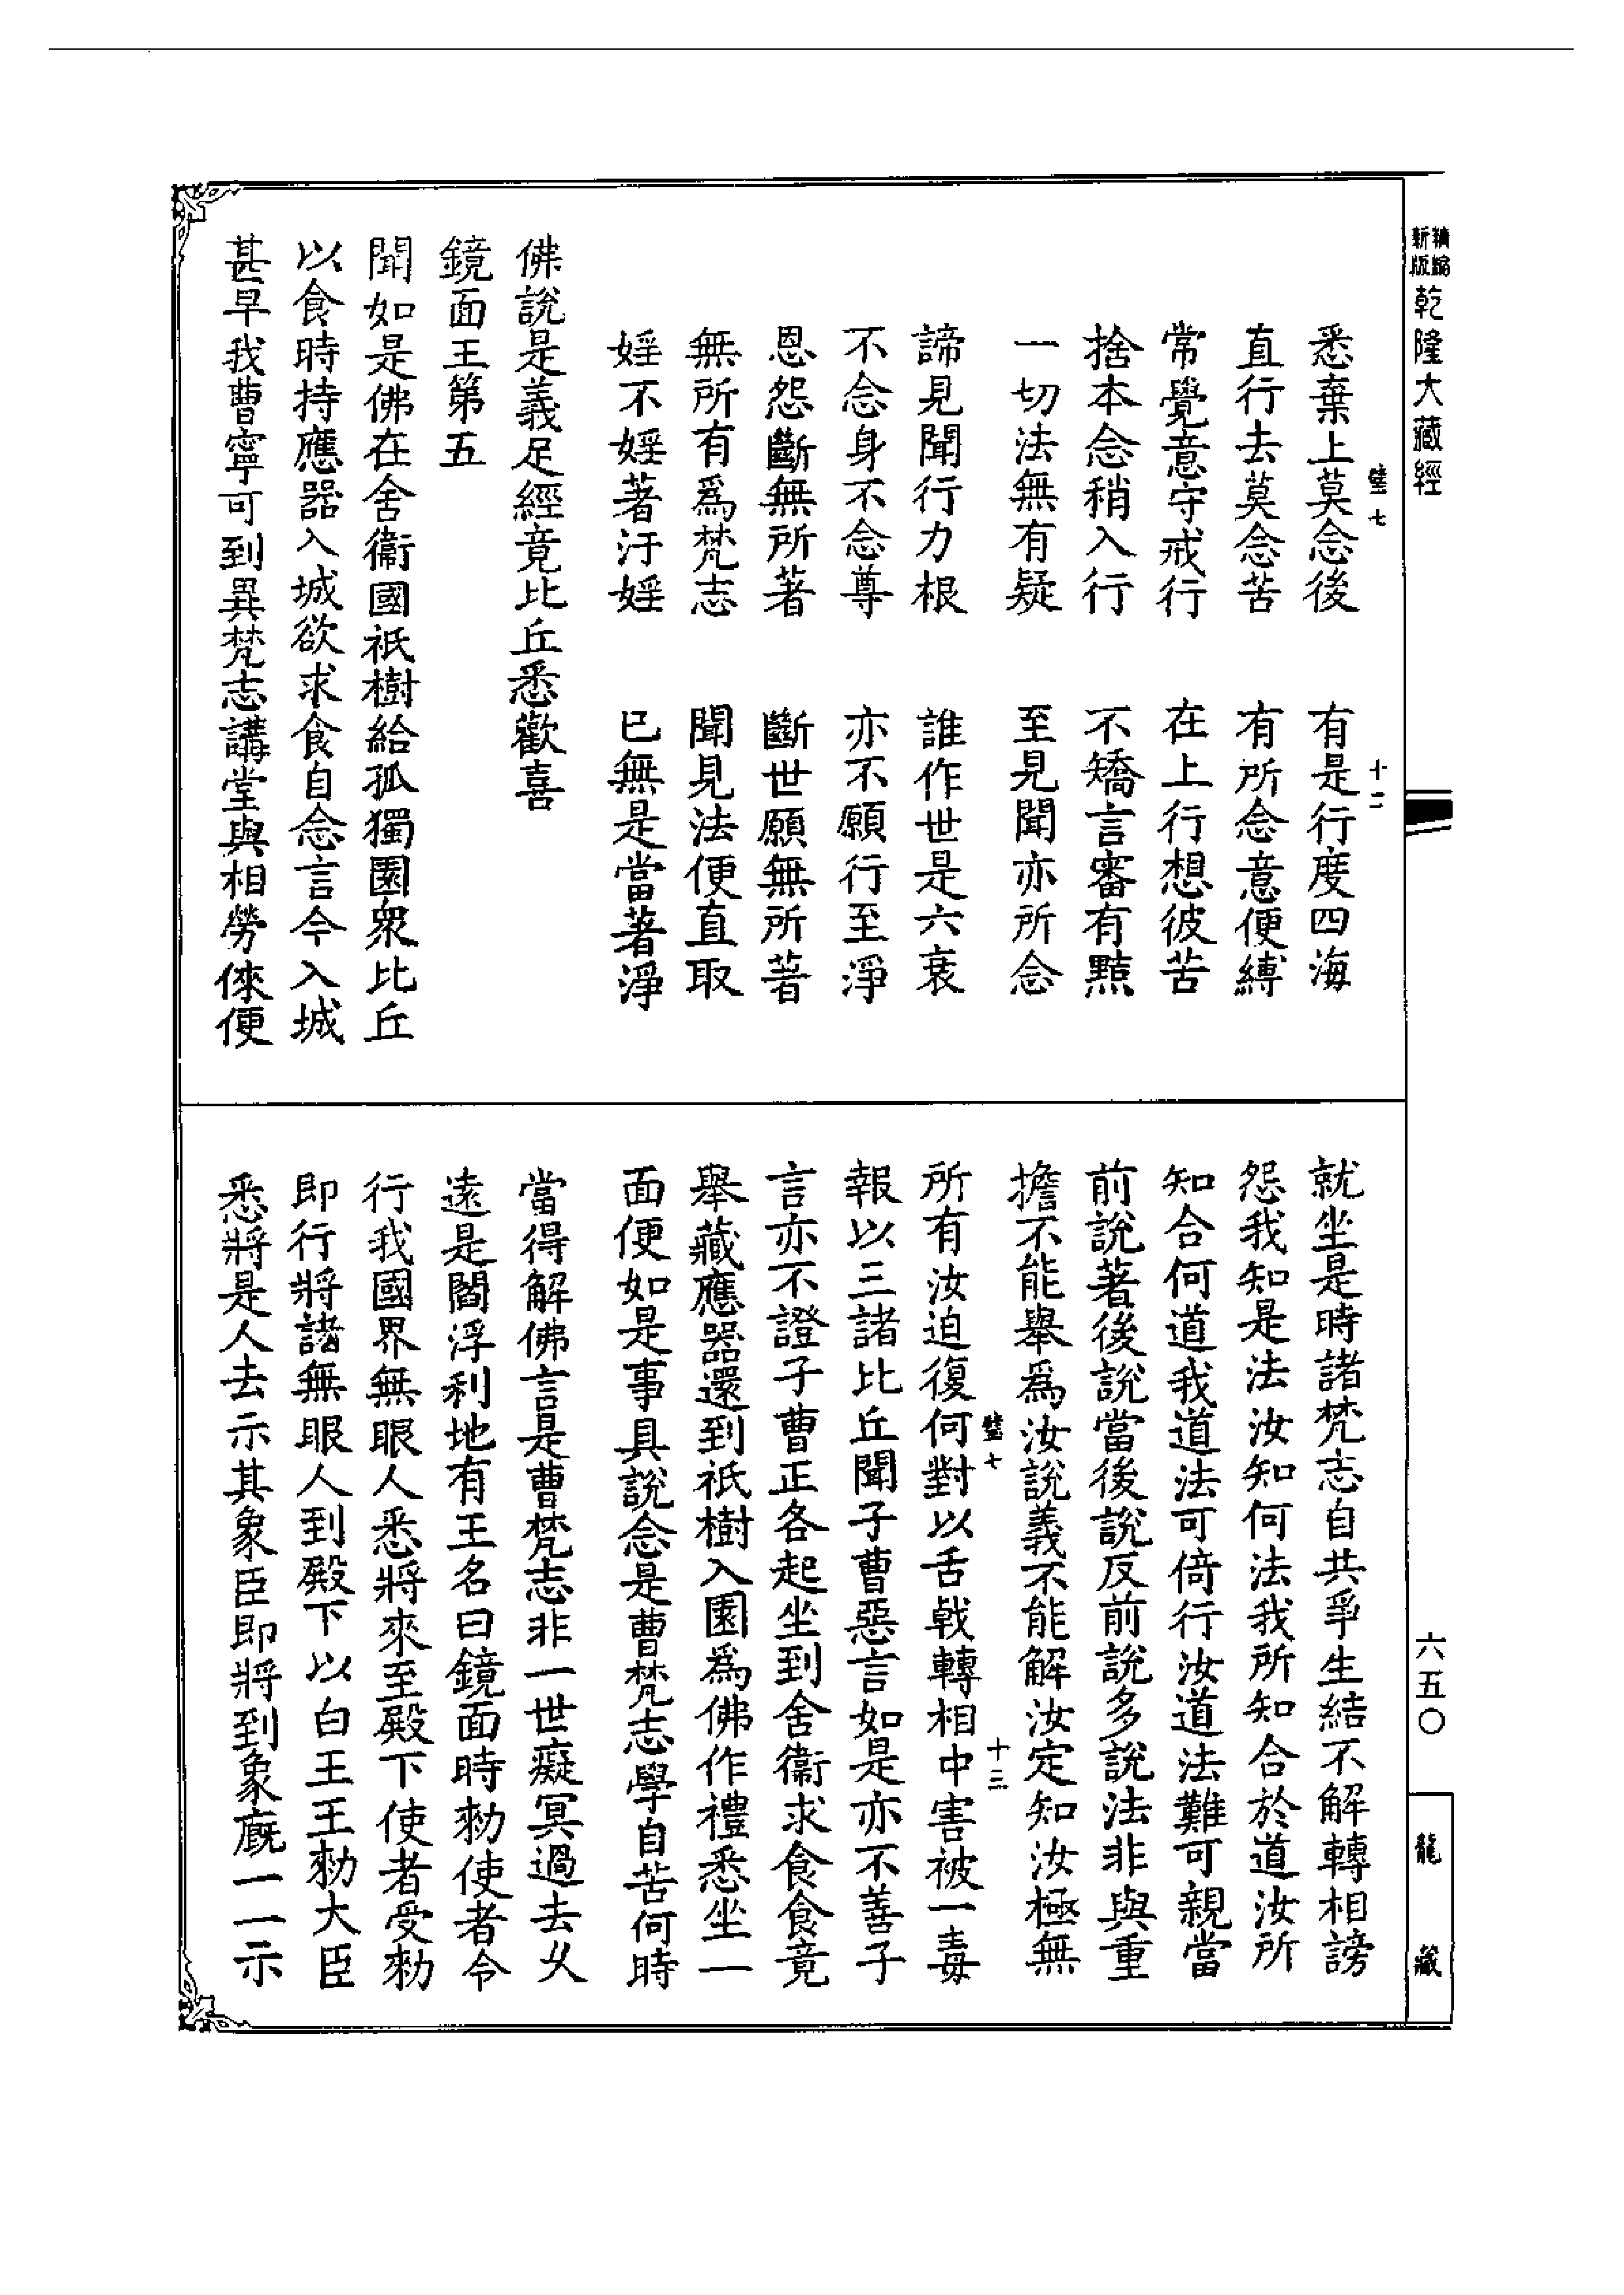 新版精縮
乾隆大藏經
璧七 十二
悉棄上莫念後 有是行度四海
直行去莫念苦 有所念意便縛
常覺意守戒行 在上行想彼苦
捨本念稍入行 不矯言審有黠
一切法無有疑 至見聞亦所念
諦見聞行力根 誰作世是六衰
不念身不念尊 亦不願行至淨
恩怨斷無所著 斷世願無所著
無所有爲梵志 聞見法便直取
婬不婬著汙婬 已無是當著淨
佛說是義足經竟比丘悉歡喜
鏡面王第五
聞如是佛在舍衞國祇樹給孤獨園衆比丘
以食時持應器入城欲求食自念言今入城
甚早我曹寧可到異梵志講堂與相勞倈便
就坐是時諸梵志自共爭生結不解轉相謗
怨我知是法汝知何法我所知合於道汝所
知合何道我道法可倚行汝道法難可親當
前說著後說當後說反前說多說法非與重
擔不能舉爲汝說義不能解汝定知汝極無
璧七 十三
所有汝迫復何對以舌戟轉相中害被一毒
報以三諸比丘聞子曹惡言如是亦不善子
言亦不證子曹正各起坐到舍衞求食食竟
舉藏應器還到祇樹入園爲佛作禮悉坐一
面便如是事具說念是曹梵志學自苦何時
當得解佛言是曹梵志非一世癡冥過去久
遠是閻浮利地有王名曰鏡面時勑使者令
行我國界無眼人悉將來至殿下使者受勑
即行將諸無眼人到殿下以白王王勑大臣
悉將是人去示其象臣即將到象廐一一示
六五〇
龍藏